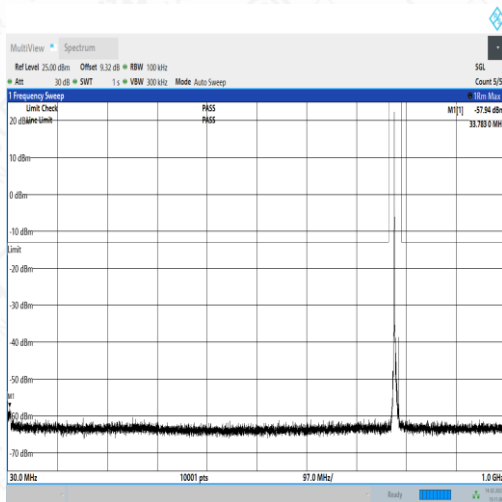 MultiView Spectrum
Ref Level 25.00 dBm Offset 9.32 dB RBW 100 kHz SGL
Att 30 dB SWT 1 s VBW 300 kHz Mode Auto Sweep Count 5/5
1 Frequency Sweep 1Rm Max
Limit Check PASS M1[1] -57.94 dBm
20 dBm Line Limit PASS 33.7830 MH
10 dBm
0 dBm
-10 dBm
Limit
-20 dBm
-30 dBm
-40 dBm
-50 dBm
M1
-60 dBm
-70 dBm
30.0 MHz 10001 pts 97.0 MHz/ 1.0 GHz
Ready